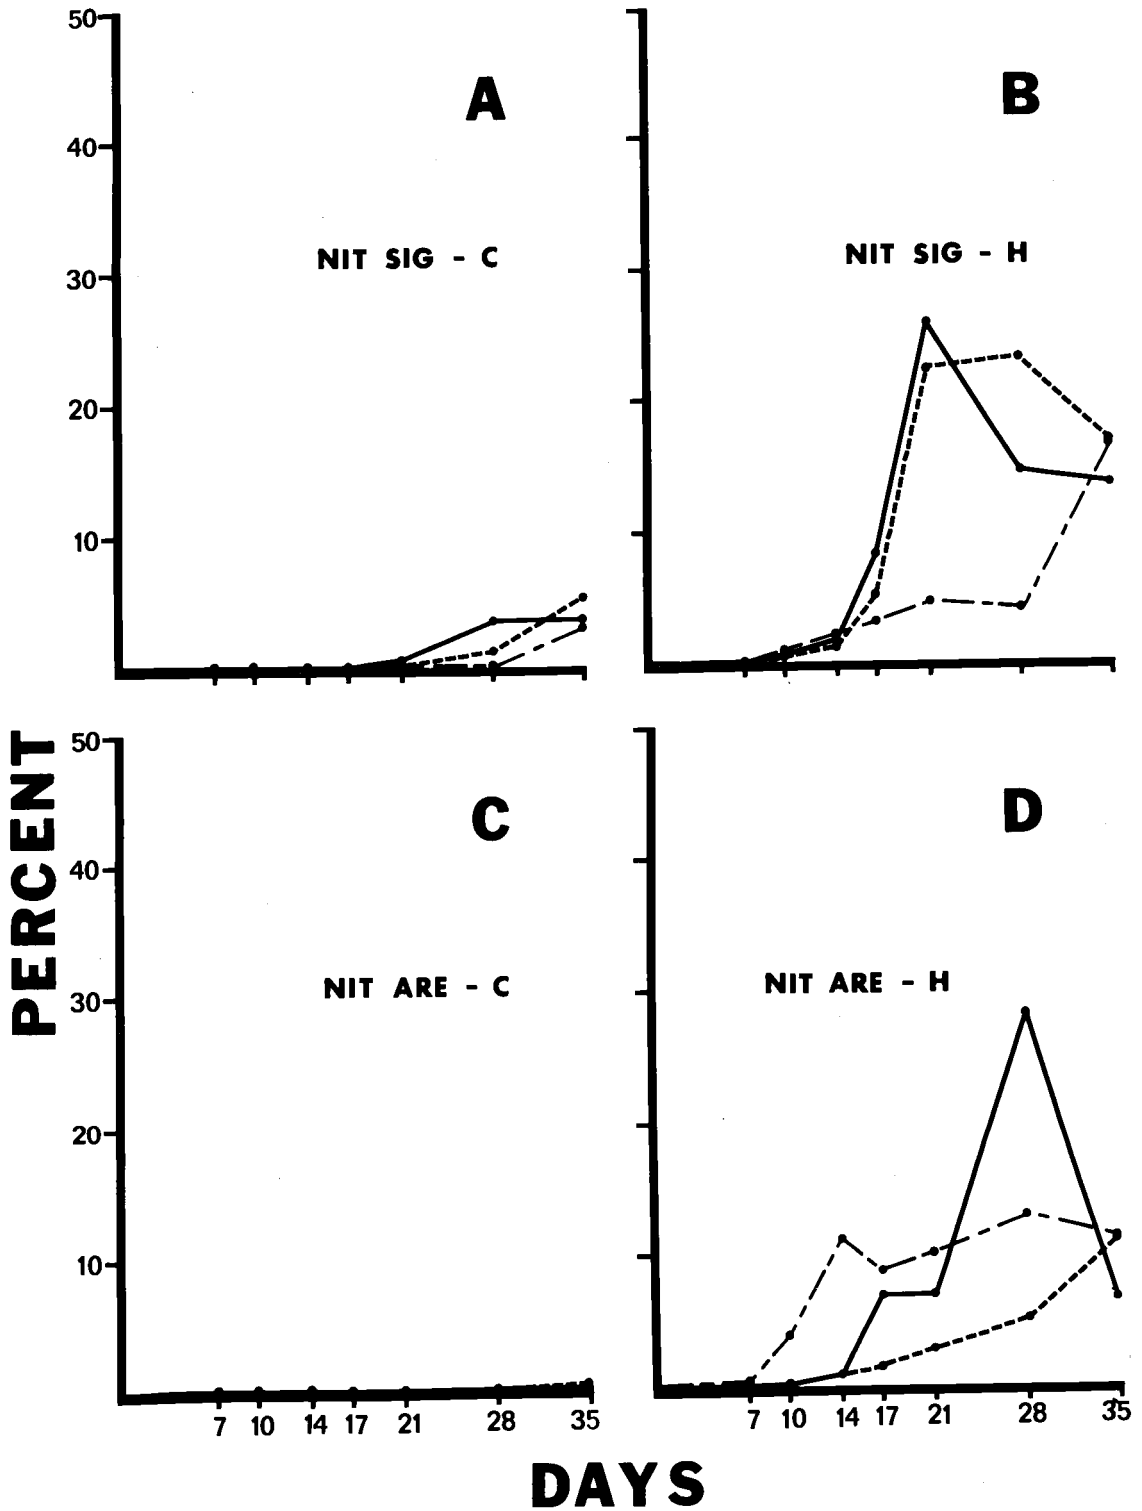 50
40
30
20
10
A
NIT SIG - C
B
NIT SIG - H
PERCENT
50
40
30
20
10
C
NIT ARE - C
7 10 14 17 21 28 35
D
NIT ARE - H
7 10 14 17 21 28 35
DAYS